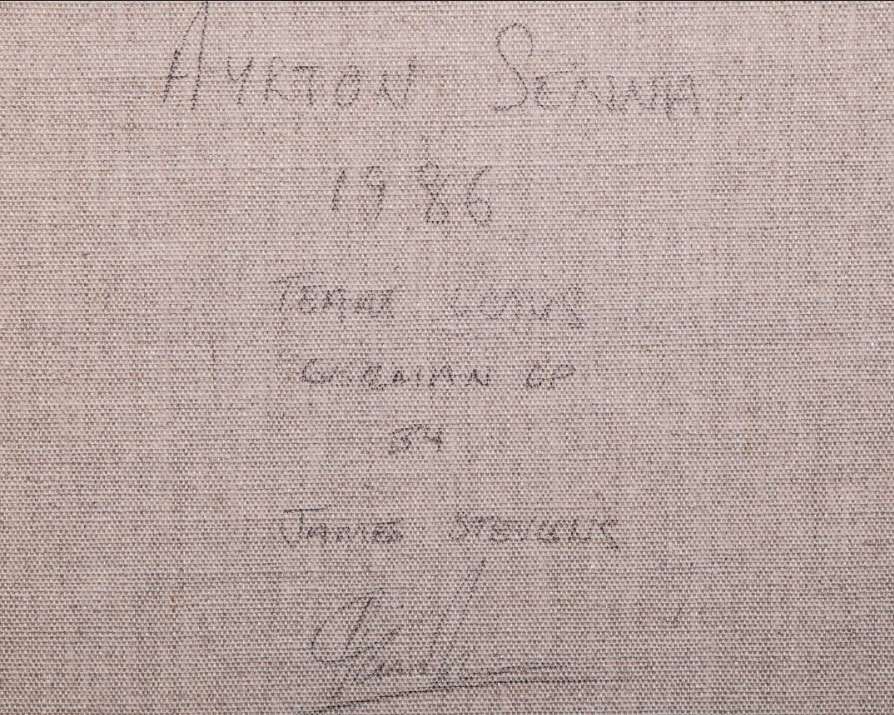 AYRTON SENNA
1986
TEAM LOTUS
GERMAN GP
BY
JAMES STEVENS